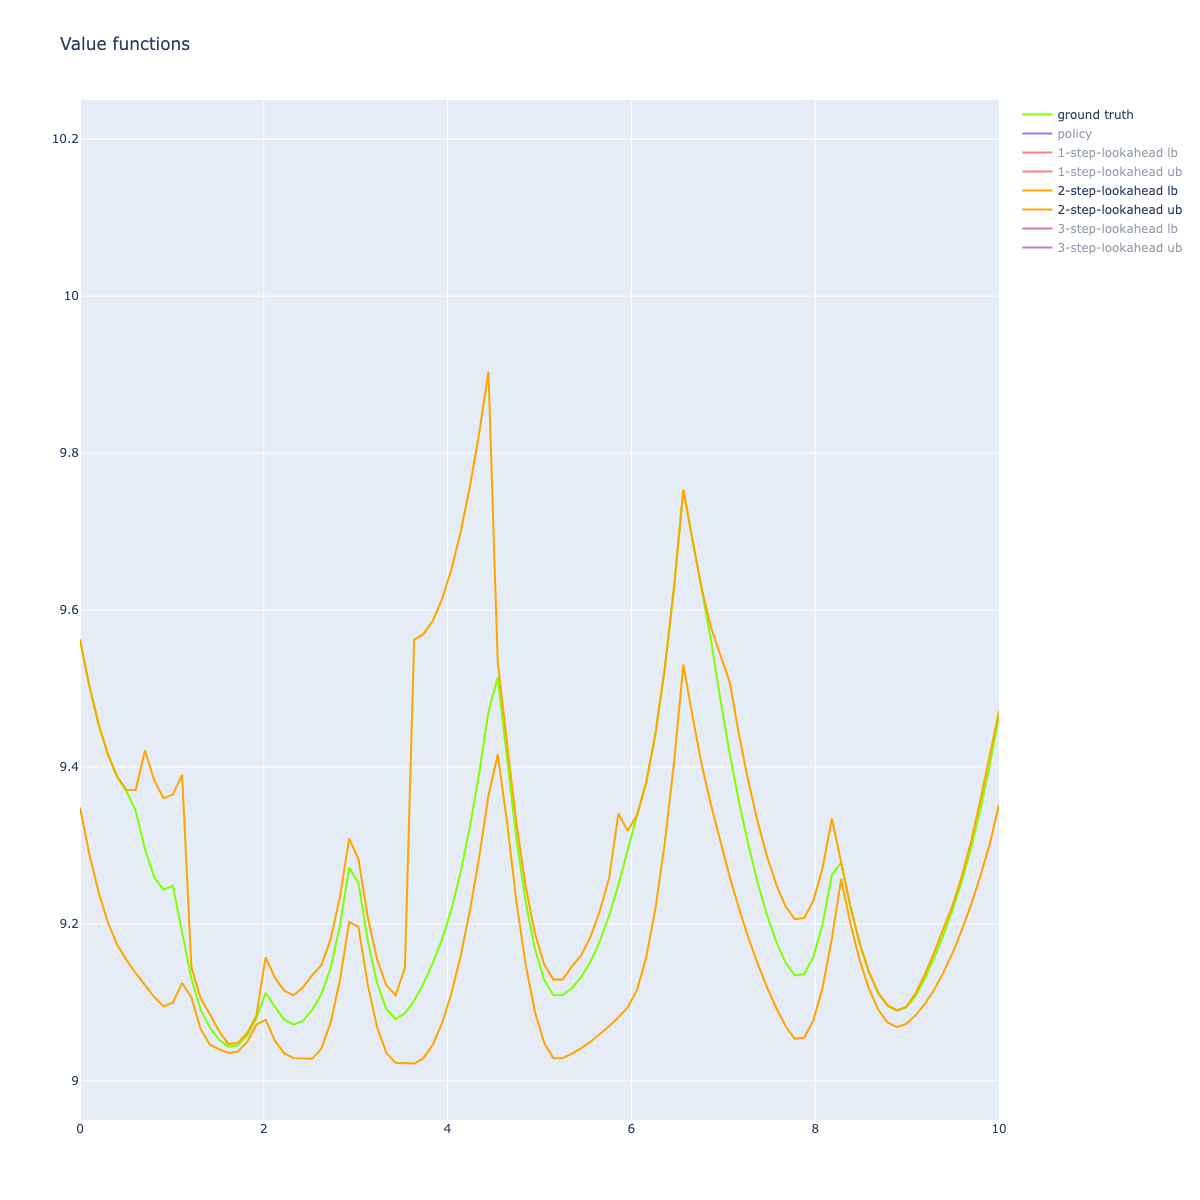 Value functions
ground truth
policy
1-step-lookahead lb
1-step-lookahead ub
2-step-lookahead lb
2-step-lookahead ub
3-step-lookahead lb
3-step-lookahead ub
10.2
10
9.8
9.6
9.4
9.2
9
0 2 4 6 8 10